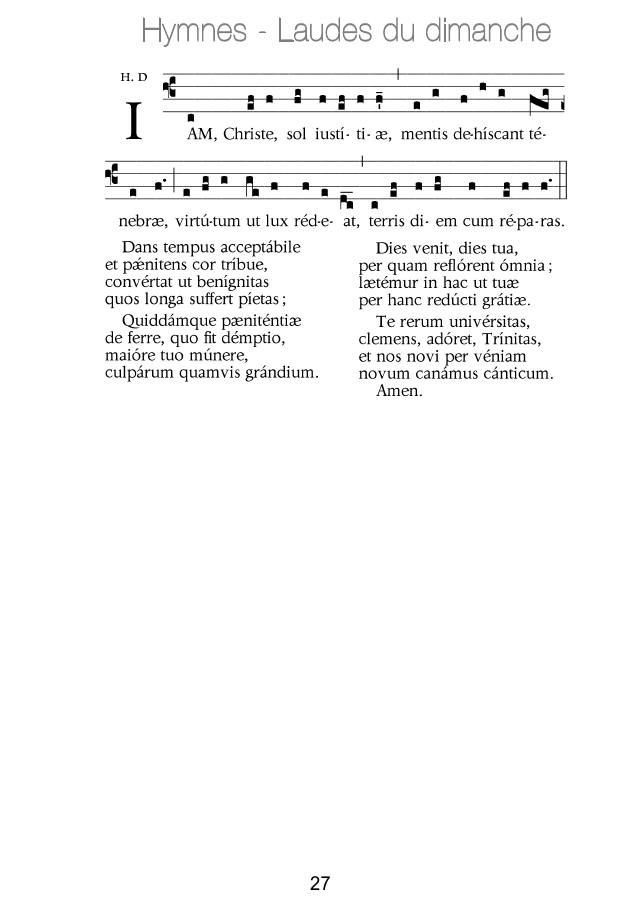 Hymnes - Laudes du dimanche
H. D
IAM, Christe, sol iustí- ti- æ, mentis de-híscant té-
nebræ, virtú-tum ut lux réd-e- at, terris di- em cum ré-pa-ras.
Dans tempus acceptábile
et pǽnitens cor tríbue,
convértat ut benígnitas
quos longa suffert píetas ;
Quiddámque pæniténtiæ
de ferre, quo fit démptio,
maióre tuo múnere,
culpárum quamvis grándium.
Dies venit, dies tua,
per quam reflórent ómnia ;
lætémur in hac ut tuæ
per hanc redúcti grátiæ.
Te rerum univérsitas,
clemens, adóret, Trínitas,
et nos novi per véniam
novum canámus cánticum.
Amen.
27